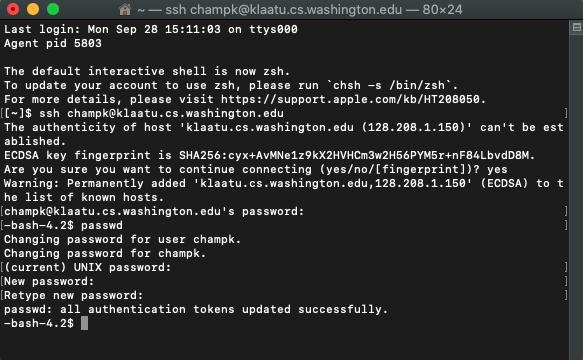 ~ — ssh champk@klaatu.cs.washington.edu — 80×24
Last login: Mon Sep 28 15:11:03 on ttys000
Agent pid 5803
The default interactive shell is now zsh.
To update your account to use zsh, please run `chsh -s /bin/zsh`.
For more details, please visit https://support.apple.com/kb/HT208050.
[[~]$ ssh champk@klaatu.cs.washington.edu ]
The authenticity of host 'klaatu.cs.washington.edu (128.208.1.150)' can't be est
ablished.
ECDSA key fingerprint is SHA256:cyx+AvMNe1z9kX2HVHCm3w2H56PYM5r+nF84LbvdD8M.
Are you sure you want to continue connecting (yes/no/[fingerprint])? yes
Warning: Permanently added 'klaatu.cs.washington.edu,128.208.1.150' (ECDSA) to t
he list of known hosts.
[champk@klaatu.cs.washington.edu's password: ]
[-bash-4.2$ passwd ]
Changing password for user champk.
Changing password for champk.
[(current) UNIX password: ]
[New password: ]
[Retype new password: ]
passwd: all authentication tokens updated successfully.
-bash-4.2$